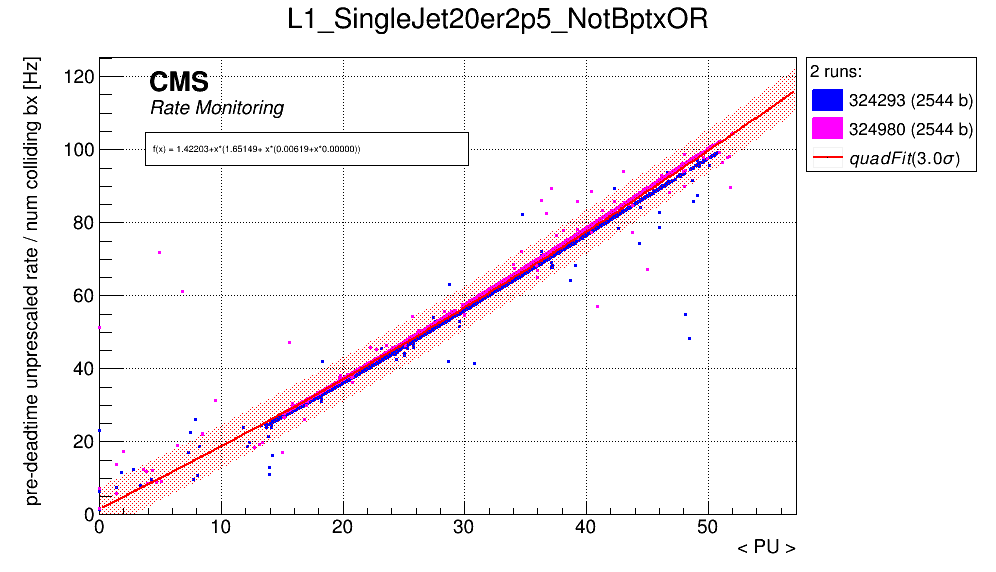 L1_SingleJet20er2p5_NotBptxOR
pre-deadtime unprescaled rate / num colliding bx [Hz]
CMS
Rate Monitoring
f(x) = 1.42203+x*(1.65149+ x*(0.00619+x*0.00000))
120
100
80
60
40
20
0
0 10 20 30 40 50
< PU >
2 runs:
324293 (2544 b)
324980 (2544 b)
quadFit(3.0σ)